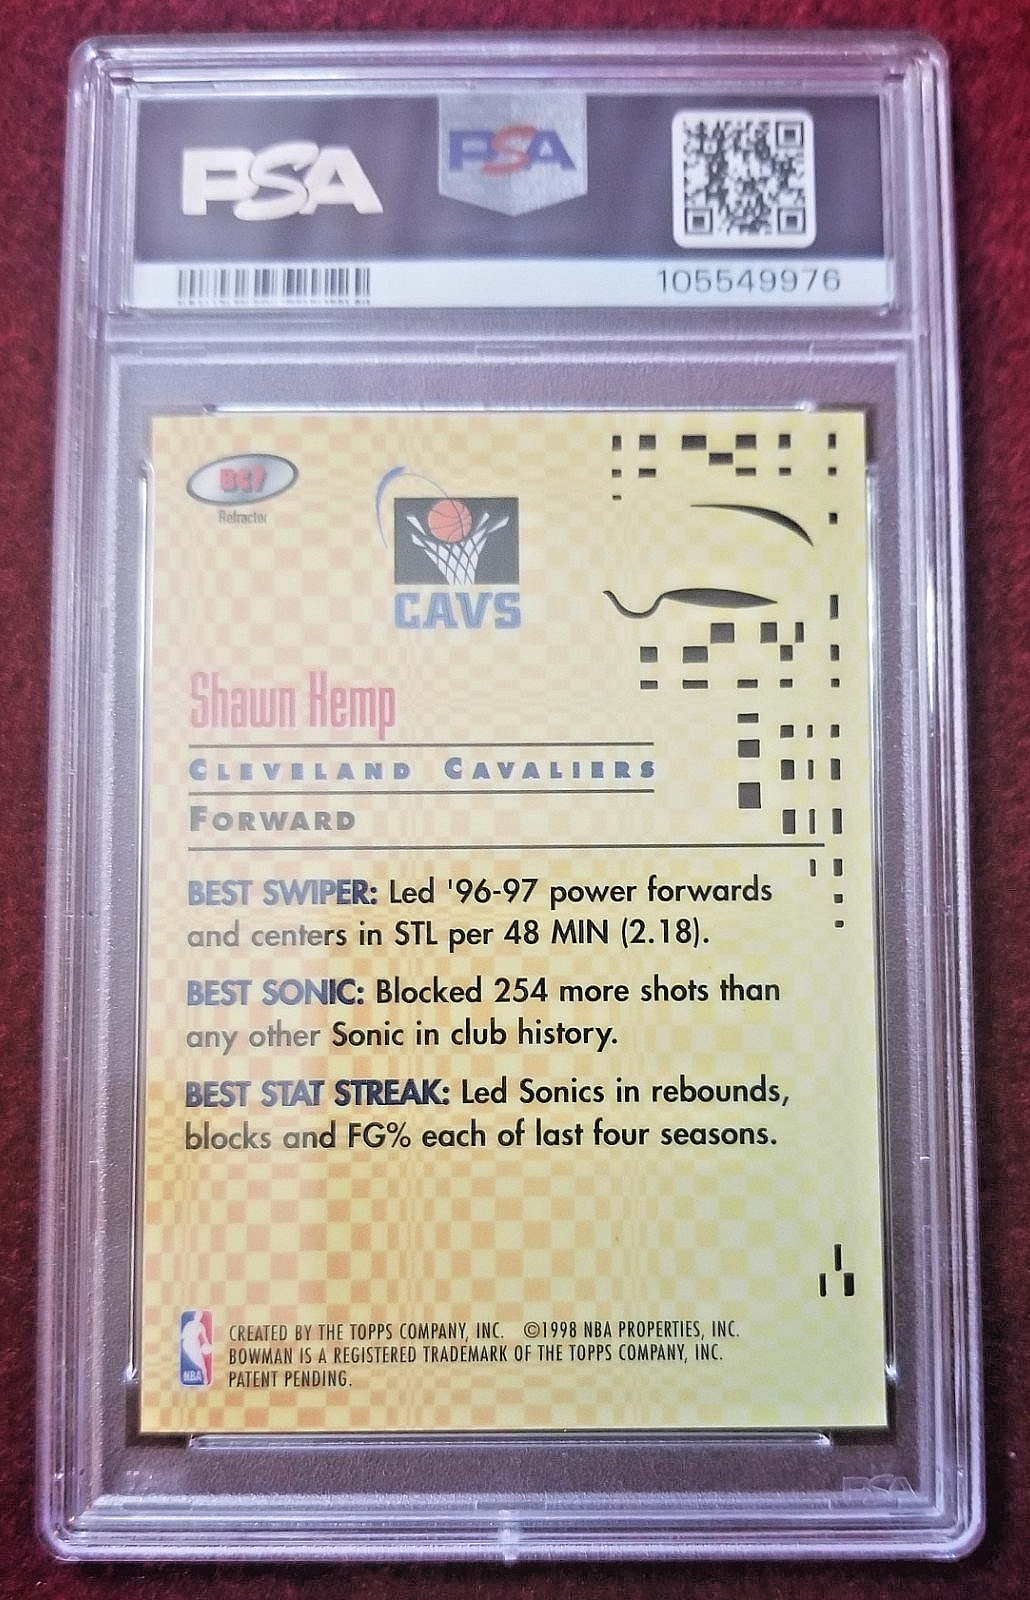 PSA
PSA
105549976
BC7
Refractor
CAVS
Shawn Kemp
CLEVELAND CAVALIERS
FORWARD
BEST SWIPER: Led '96-97 power forwards
and centers in STL per 48 MIN (2.18).
BEST SONIC: Blocked 254 more shots than
any other Sonic in club history.
BEST STAT STREAK: Led Sonics in rebounds,
blocks and FG% each of last four seasons.
NBA
CREATED BY THE TOPPS COMPANY, INC. ©1998 NBA PROPERTIES, INC.
BOWMAN IS A REGISTERED TRADEMARK OF THE TOPPS COMPANY, INC.
PATENT PENDING.
PSA